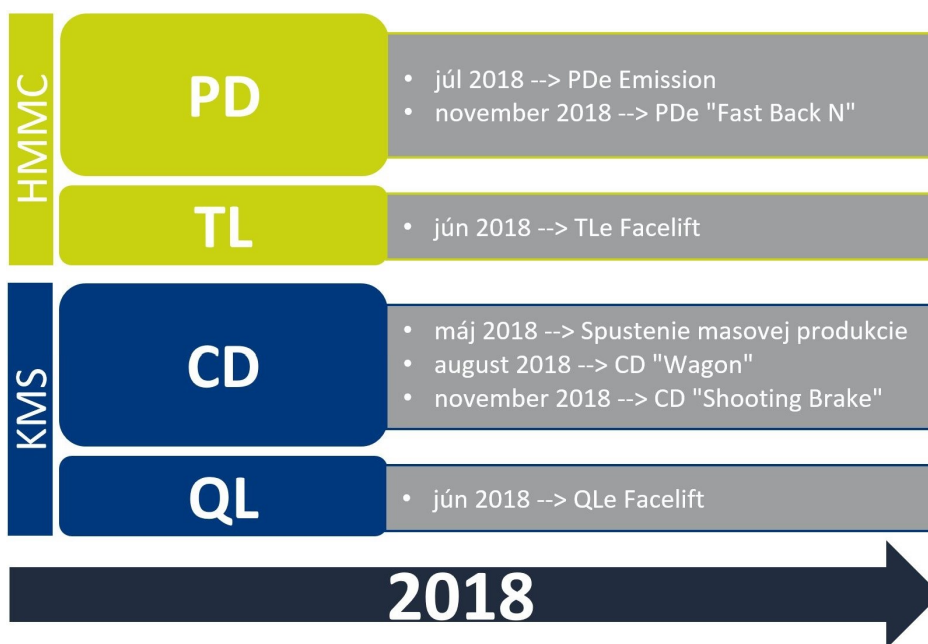 HMMC
PD
• júl 2018 --> PDe Emission
• november 2018 --> PDe "Fast Back N"
TL
• jún 2018 --> TLe Facelift
KMS
CD
• máj 2018 --> Spustenie masovej produkcie
• august 2018 --> CD "Wagon"
• november 2018 --> CD "Shooting Brake"
QL
• jún 2018 --> QLe Facelift
2018